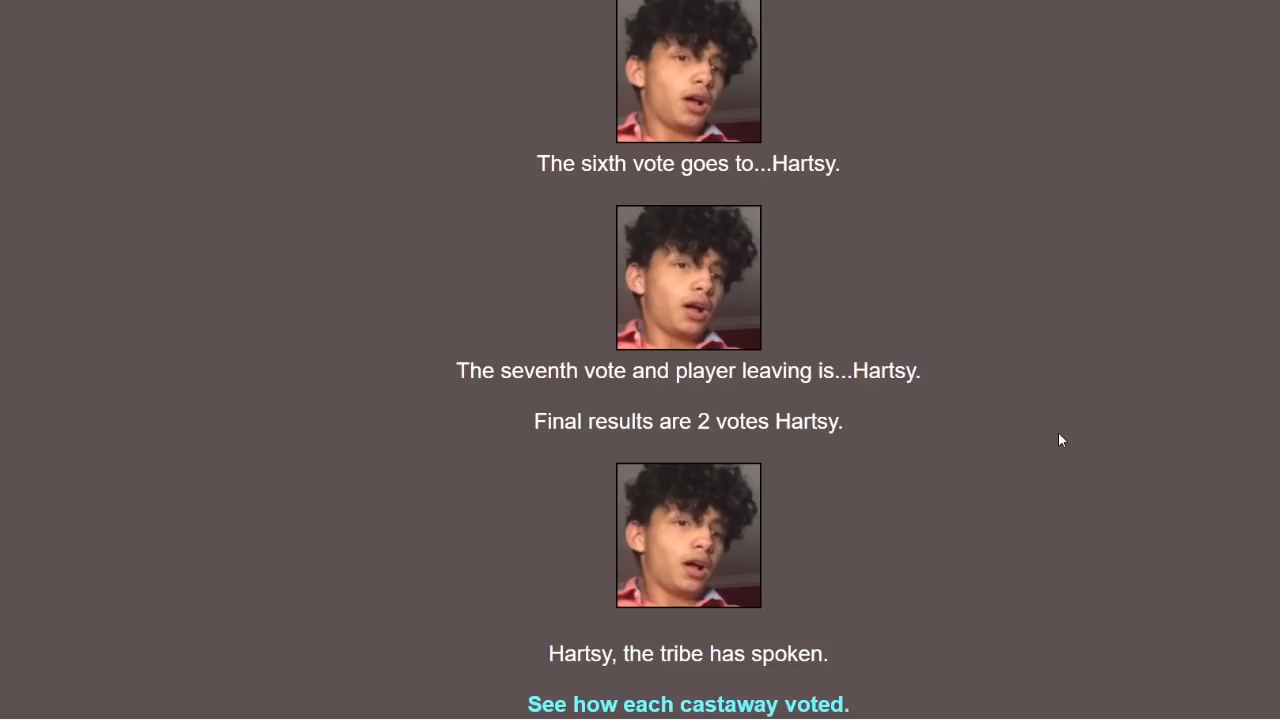 The sixth vote goes to...Hartsy.
The seventh vote and player leaving is...Hartsy.
Final results are 2 votes Hartsy.
Hartsy, the tribe has spoken.
See how each castaway voted.